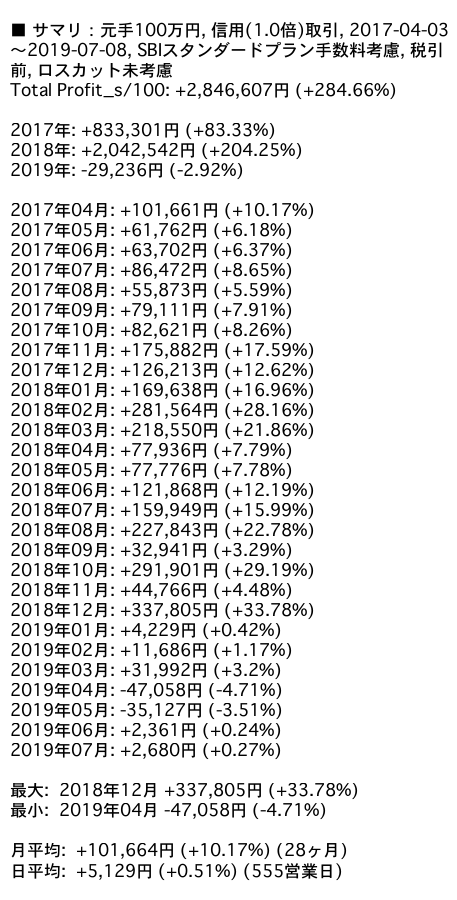 ■ サマリ：元手100万円, 信用(1.0倍)取引, 2017-04-03
～2019-07-08, SBIスタンダードプラン手数料考慮, 税引
前, ロスカット未考慮
Total Profit_s/100: +2,846,607円 (+284.66%)
2017年: +833,301円 (+83.33%)
2018年: +2,042,542円 (+204.25%)
2019年: -29,236円 (-2.92%)
2017年04月: +101,661円 (+10.17%)
2017年05月: +61,762円 (+6.18%)
2017年06月: +63,702円 (+6.37%)
2017年07月: +86,472円 (+8.65%)
2017年08月: +55,873円 (+5.59%)
2017年09月: +79,111円 (+7.91%)
2017年10月: +82,621円 (+8.26%)
2017年11月: +175,882円 (+17.59%)
2017年12月: +126,213円 (+12.62%)
2018年01月: +169,638円 (+16.96%)
2018年02月: +281,564円 (+28.16%)
2018年03月: +218,550円 (+21.86%)
2018年04月: +77,936円 (+7.79%)
2018年05月: +77,776円 (+7.78%)
2018年06月: +121,868円 (+12.19%)
2018年07月: +159,949円 (+15.99%)
2018年08月: +227,843円 (+22.78%)
2018年09月: +32,941円 (+3.29%)
2018年10月: +291,901円 (+29.19%)
2018年11月: +44,766円 (+4.48%)
2018年12月: +337,805円 (+33.78%)
2019年01月: +4,229円 (+0.42%)
2019年02月: +11,686円 (+1.17%)
2019年03月: +31,992円 (+3.2%)
2019年04月: -47,058円 (-4.71%)
2019年05月: -35,127円 (-3.51%)
2019年06月: +2,361円 (+0.24%)
2019年07月: +2,680円 (+0.27%)
最大:  2018年12月 +337,805円 (+33.78%)
最小:  2019年04月 -47,058円 (-4.71%)
月平均:  +101,664円 (+10.17%) (28ヶ月)
日平均:  +5,129円 (+0.51%) (555営業日)